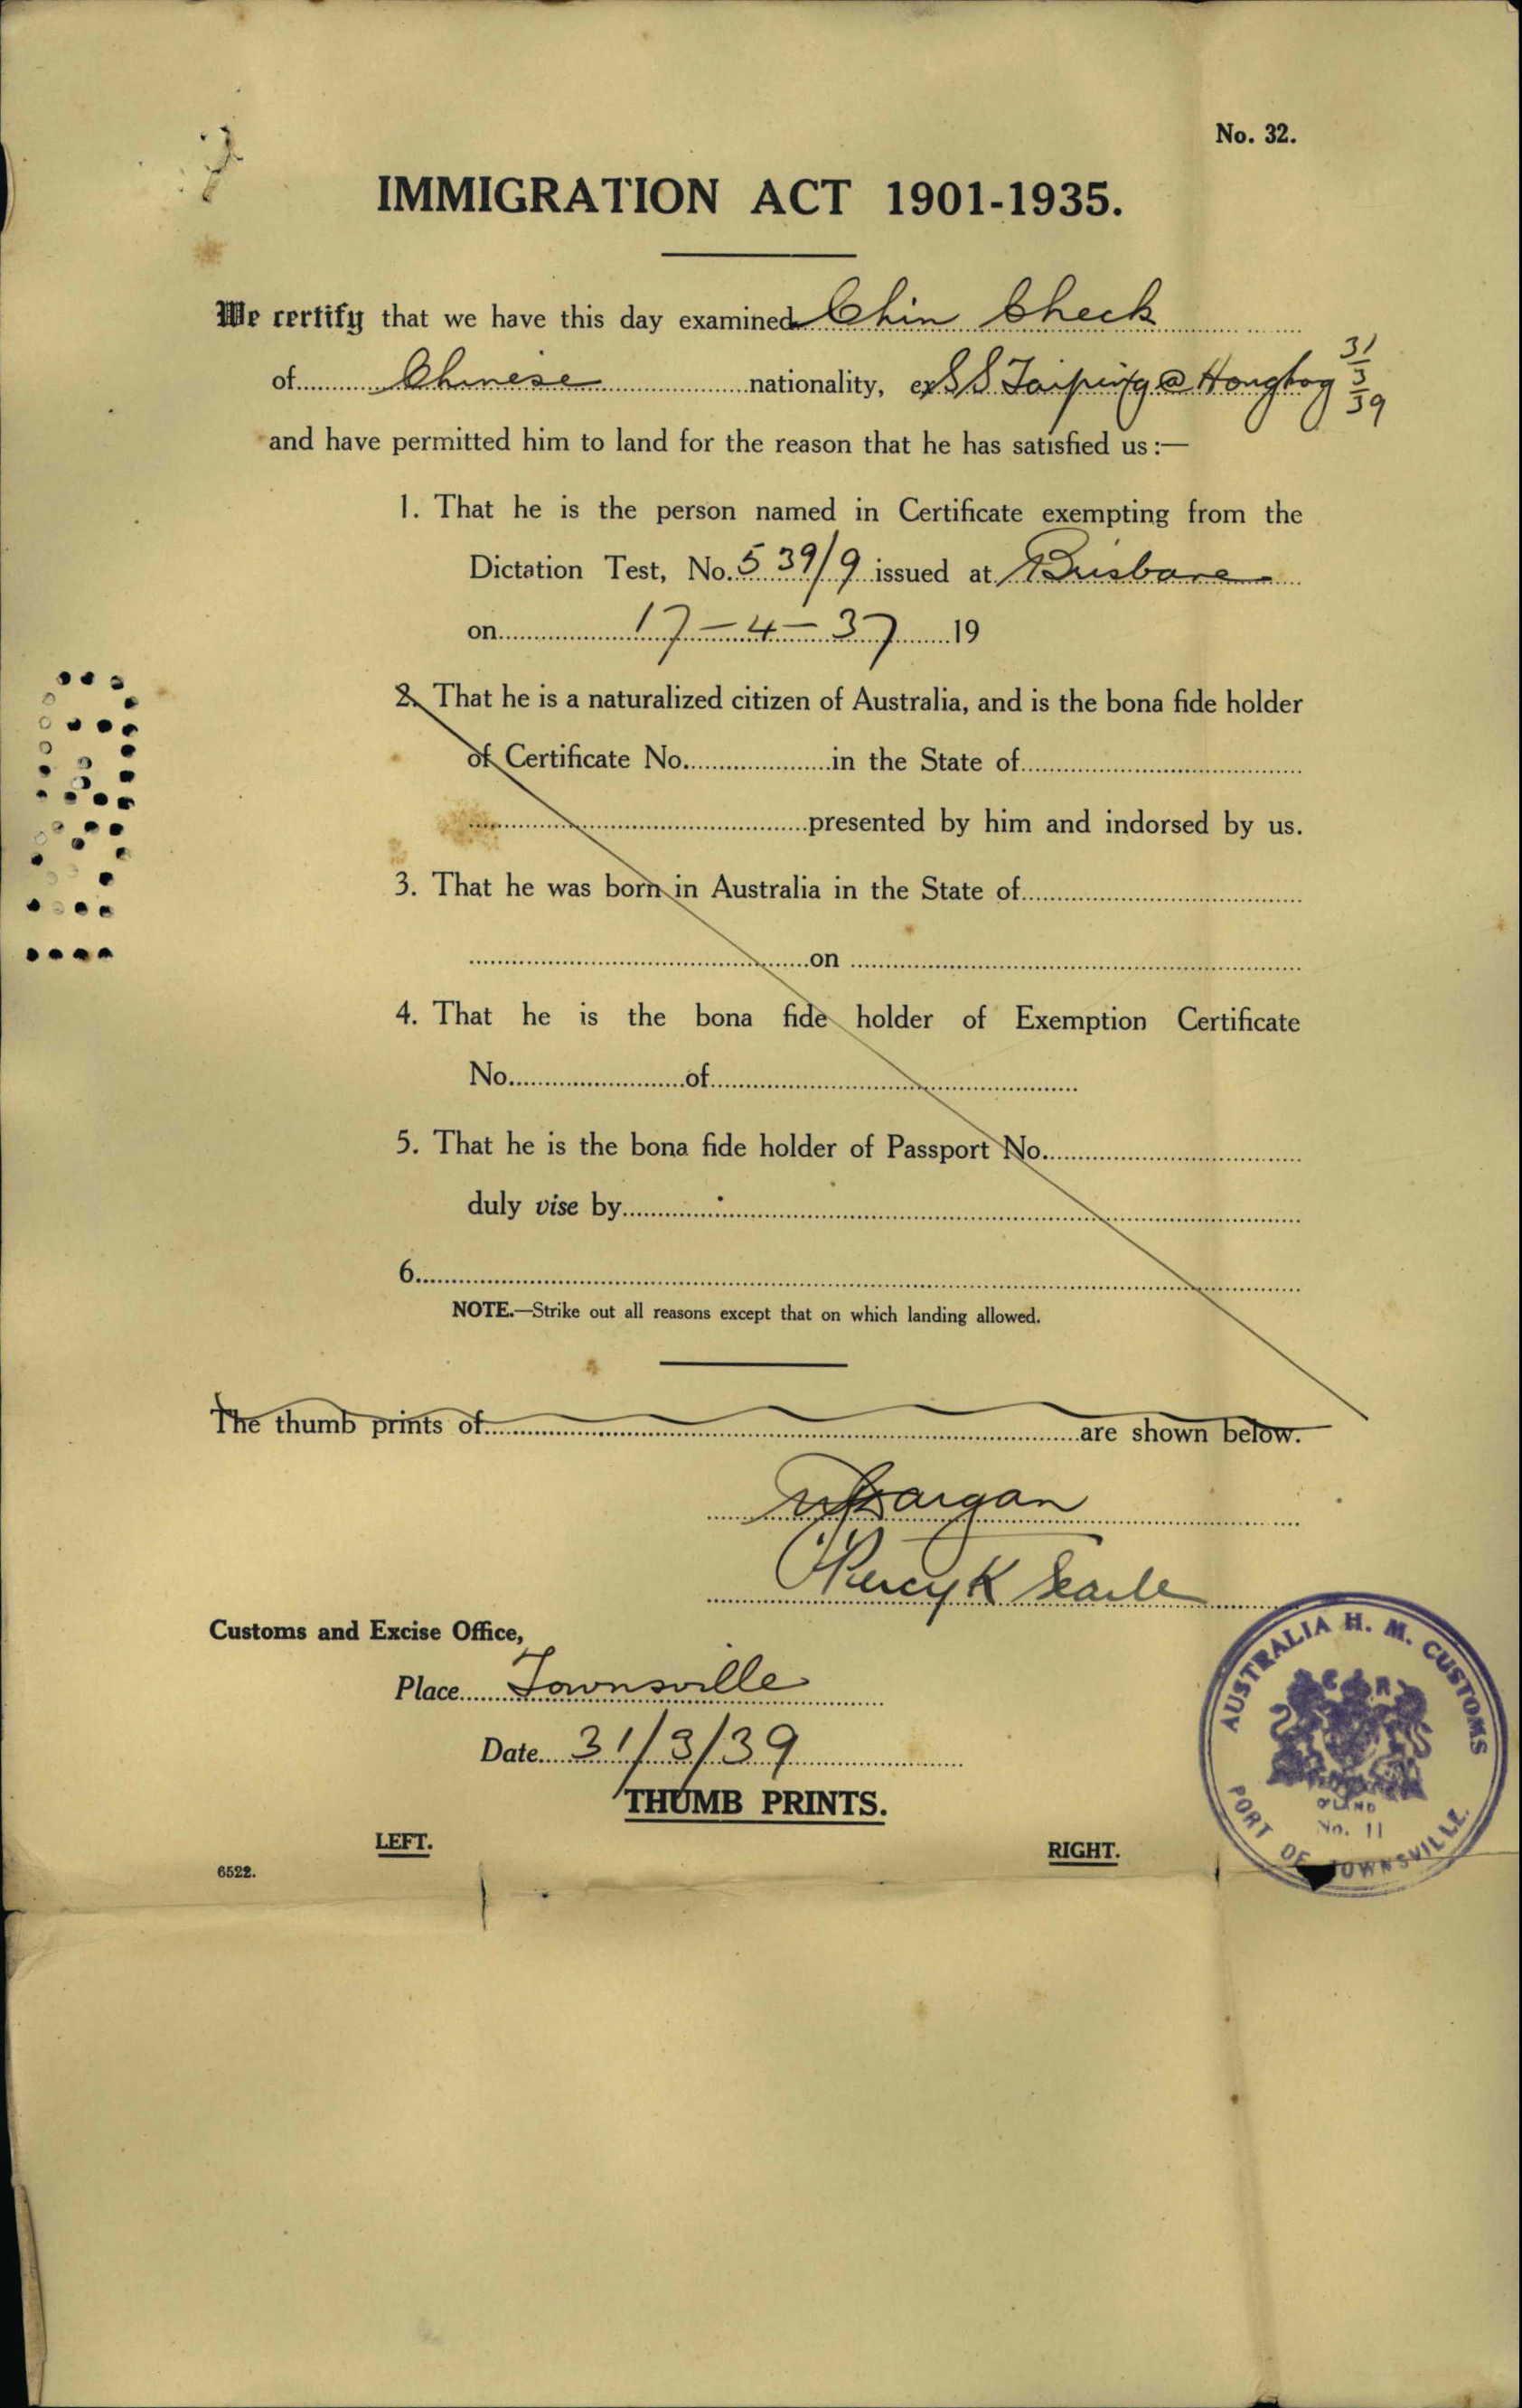 No. 32.
IMMIGRATION ACT 1901-1935.
We certify that we have this day examined Chin Check
of Chinese nationality, ex S S Taiping @ Hongkog 31/3/39
and have permitted him to land for the reason that he has satisfied us :—
1. That he is the person named in Certificate exempting from the
Dictation Test, No. 539/9 issued at Brisbane
on 17-4-37 19
2. That he is a naturalized citizen of Australia, and is the bona fide holder
of Certificate No. in the State of
presented by him and indorsed by us.
3. That he was born in Australia in the State of
on
4. That he is the bona fide holder of Exemption Certificate
No. of
5. That he is the bona fide holder of Passport No.
duly vise by
6.
NOTE.—Strike out all reasons except that on which landing allowed.
The thumb prints of are shown below.
Dargan
Percy K Searle
Customs and Excise Office,
Place Townsville
Date 31/3/39
THUMB PRINTS.
LEFT.
RIGHT.
6522.
AUSTRALIA H. M. CUSTOMS
QLAND
No. 11
PORT OF TOWNSVILLE